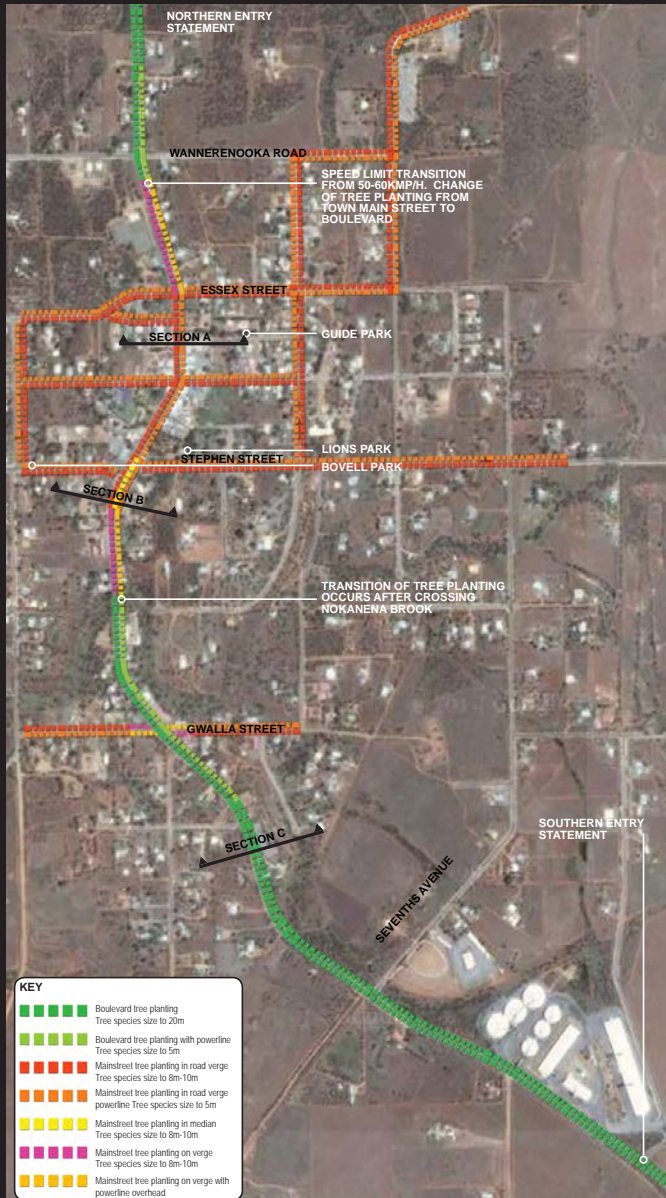 NORTHERN ENTRY
STATEMENT
WANNERENOOKA ROAD
SPEED LIMIT TRANSITION
FROM 50-60KMP/H. CHANGE
OF TREE PLANTING FROM
TOWN MAIN STREET TO
BOULEVARD
ESSEX STREET
SECTION A
GUIDE PARK
LIONS PARK
STEPHEN STREET
BOVELL PARK
SECTION B
TRANSITION OF TREE PLANTING
OCCURS AFTER CROSSING
NOKANENA BROOK
GWALLA STREET
SECTION C
SOUTHERN ENTRY
STATEMENT
SEVENTHS AVENUE
KEY
Boulevard tree planting
Tree species size to 20m
Boulevard tree planting with powerline
Tree species size to 5m
Mainstreet tree planting in road verge
Tree species size to 8m-10m
Mainstreet tree planting in road verge
powerline Tree species size to 5m
Mainstreet tree planting in median
Tree species size to 8m-10m
Mainstreet tree planting on verge
Tree species size to 8m-10m
Mainstreet tree planting on verge with
powerline overhead